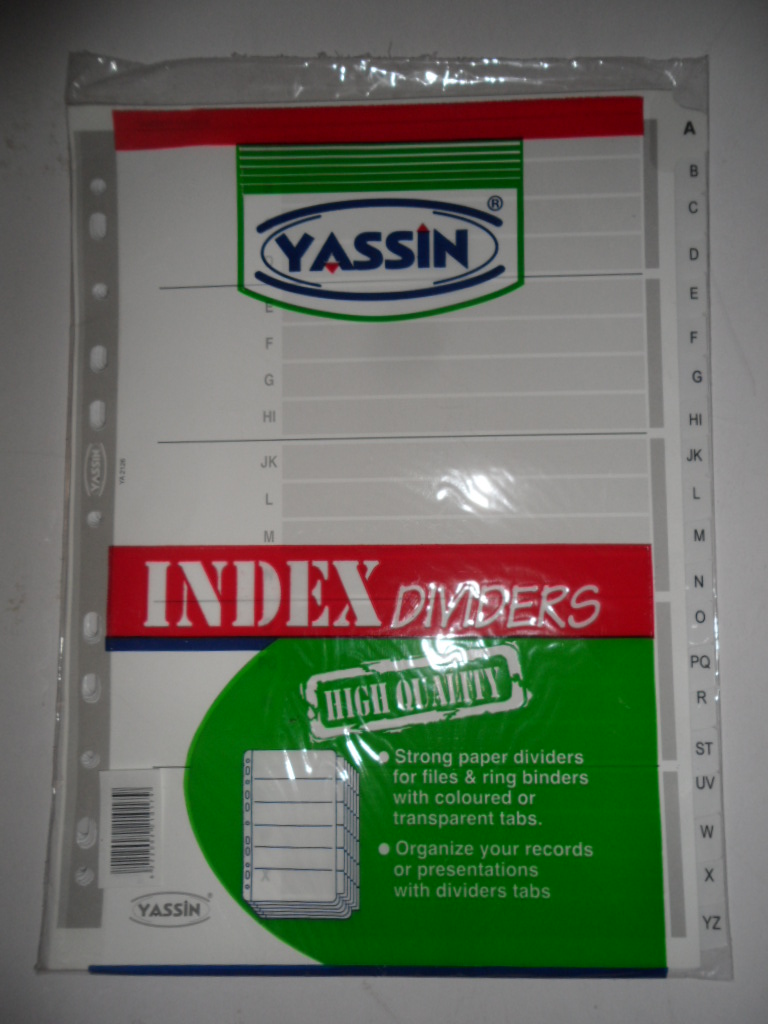 YASSIN ®
A
B
C
D
E
F
G
HI
JK
L
M
N
O
PQ
R
ST
UV
W
X
YZ
D
E
F
G
HI
JK
L
M
YASSIN
INDEX DIVIDERS
HIGH QUALITY
● Strong paper dividers
for files & ring binders
with coloured or
transparent tabs.
● Organize your records
or presentations
with dividers tabs
X
YASSIN